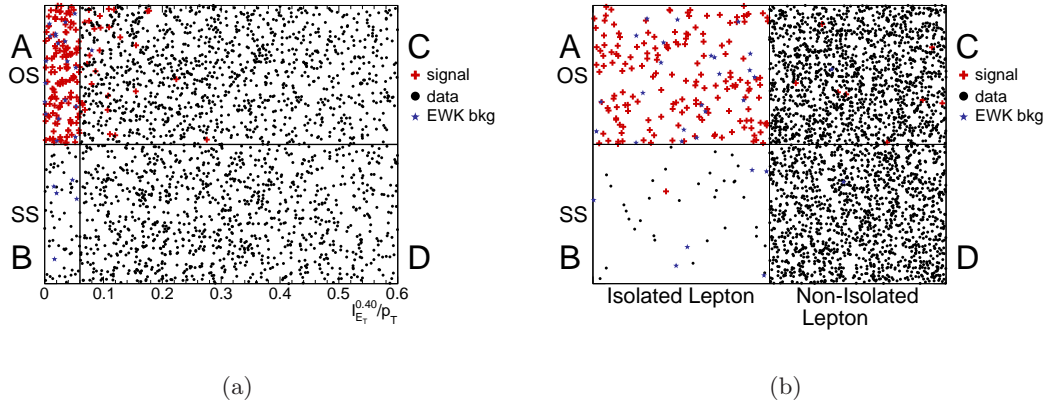 A
OS
SS
B
C
signal
data
EWK bkg
D
0 0.1 0.2 0.3 0.4 0.5 0.6
I^{0.40}_{E_T}/p_T
(a)
A
OS
SS
B
C
signal
data
EWK bkg
D
Isolated Lepton
Non-Isolated
Lepton
(b)